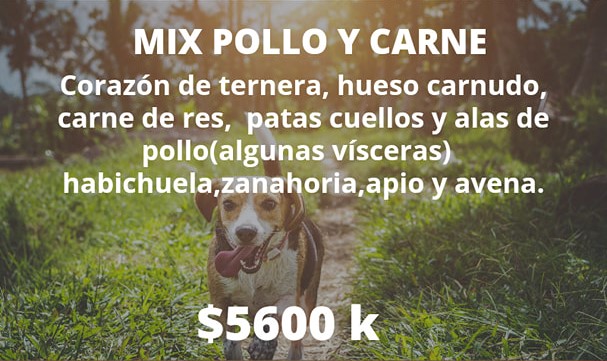 MIX POLLO Y CARNE
Corazón de ternera, hueso carnudo,
carne de res,  patas cuellos y alas de
pollo(algunas vísceras)
habichuela,zanahoria,apio y avena.
$5600 k